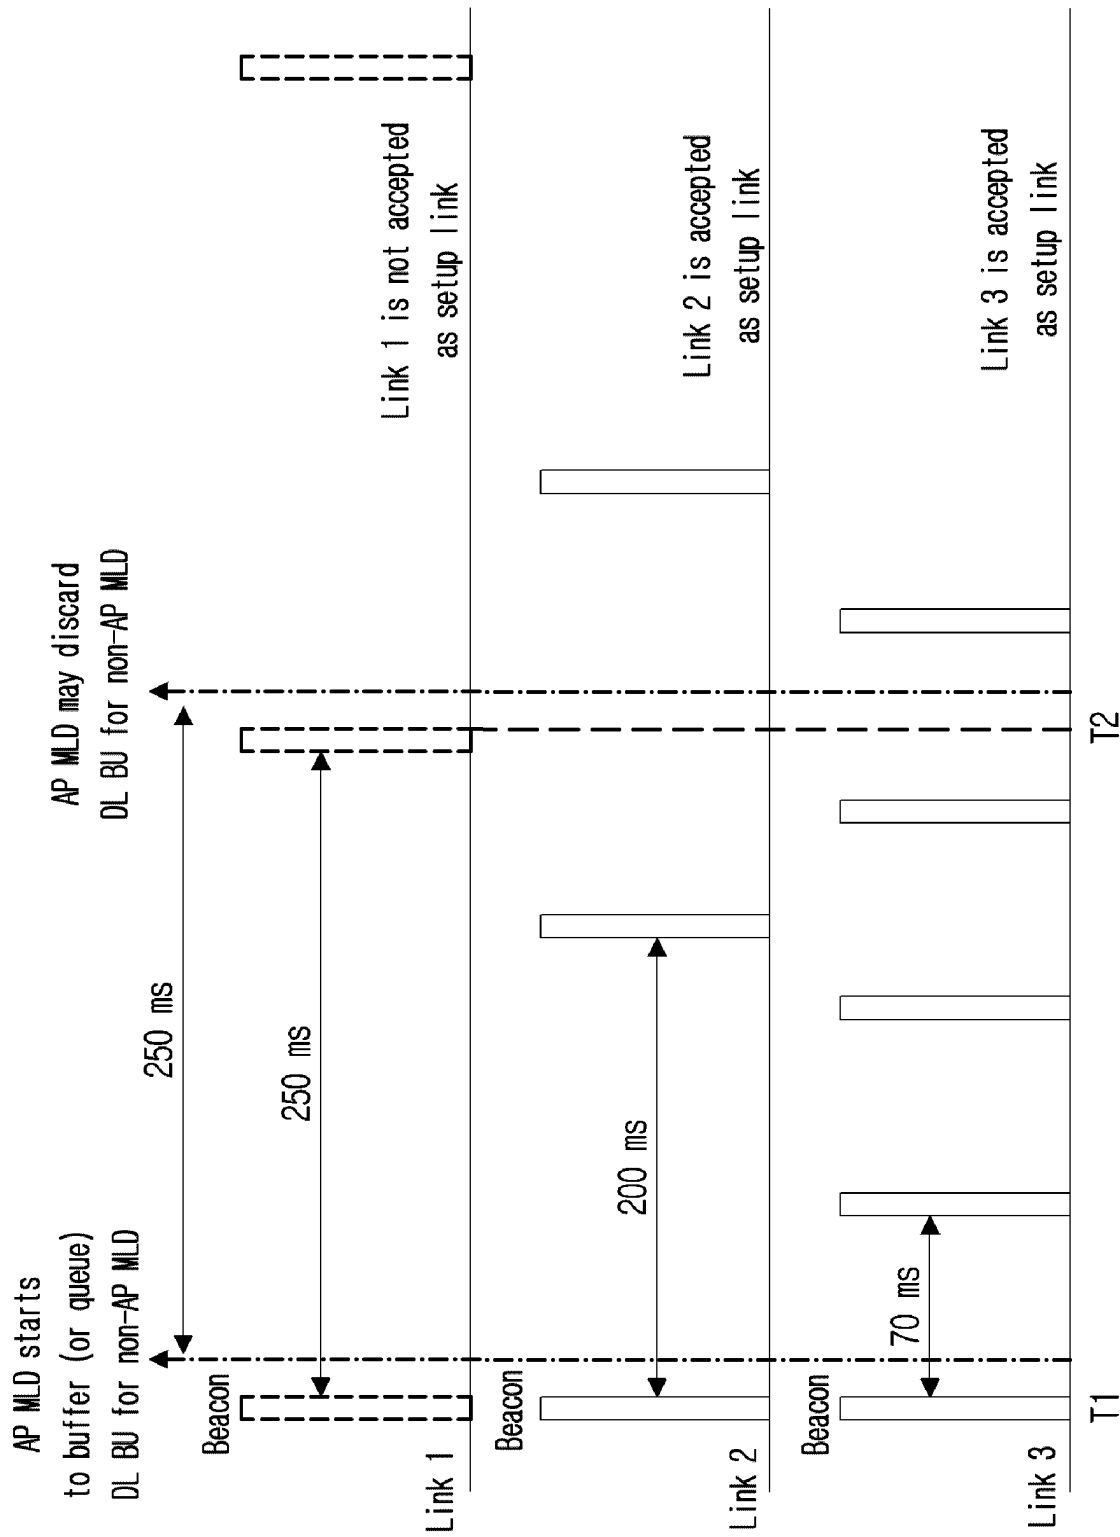 AP MLD starts
to buffer (or queue)
DL BU for non-AP MLD
AP MLD may discard
DL BU for non-AP MLD
250 ms
Beacon
250 ms
Link 1 is not accepted
as setup link
Link 1
Beacon
200 ms
Link 2 is accepted
as setup link
Link 2
Beacon
70 ms
Link 3 is accepted
as setup link
Link 3
T1
T2